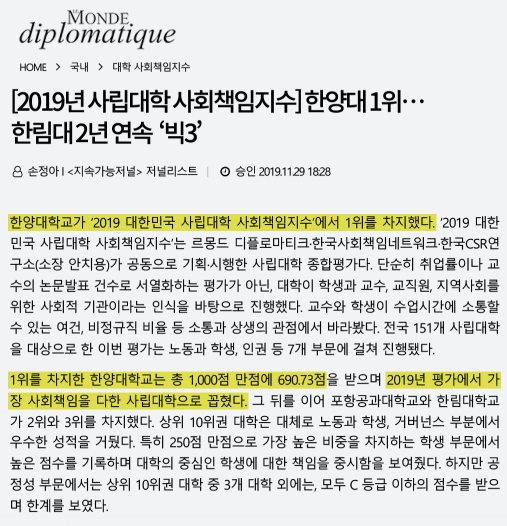 LE MONDE
diplomatique
HOME > 국내 > 대학 사회책임지수
[2019년 사립대학 사회책임지수] 한양대 1위…
한림대 2년 연속 ‘빅3’
손정아 l <지속가능저널> 저널리스트 | 승인 2019.11.29 18:28
한양대학교가 '2019 대한민국 사립대학 사회책임지수'에서 1위를 차지했다. '2019 대한
민국 사립대학 사회책임지수'는 르몽드 디플로마티크·한국사회책임네트워크·한국CSR연
구소(소장 안치용)가 공동으로 기획·시행한 사립대학 종합평가다. 단순히 취업률이나 교
수의 논문발표 건수로 서열화하는 평가가 아닌, 대학이 학생과 교수, 교직원, 지역사회를
위한 사회적 기관이라는 인식을 바탕으로 진행했다. 교수와 학생이 수업시간에 소통할
수 있는 여건, 비정규직 비율 등 소통과 상생의 관점에서 바라봤다. 전국 151개 사립대학
을 대상으로 한 이번 평가는 노동과 학생, 인권 등 7개 부문에 걸쳐 진행됐다.
1위를 차지한 한양대학교는 총 1,000점 만점에 690.73점을 받으며 2019년 평가에서 가
장 사회책임을 다한 사립대학으로 꼽혔다. 그 뒤를 이어 포항공과대학교와 한림대학교
가 2위와 3위를 차지했다. 상위 10위권 대학은 대체로 노동과 학생, 거버넌스 부분에서
우수한 성적을 거뒀다. 특히 250점 만점으로 가장 높은 비중을 차지하는 학생 부문에서
높은 점수를 기록하며 대학의 중심인 학생에 대한 책임을 중시함을 보여줬다. 하지만 공
정성 부문에서는 상위 10위권 대학 중 3개 대학 외에는, 모두 C 등급 이하의 점수를 받으
며 한계를 보였다.